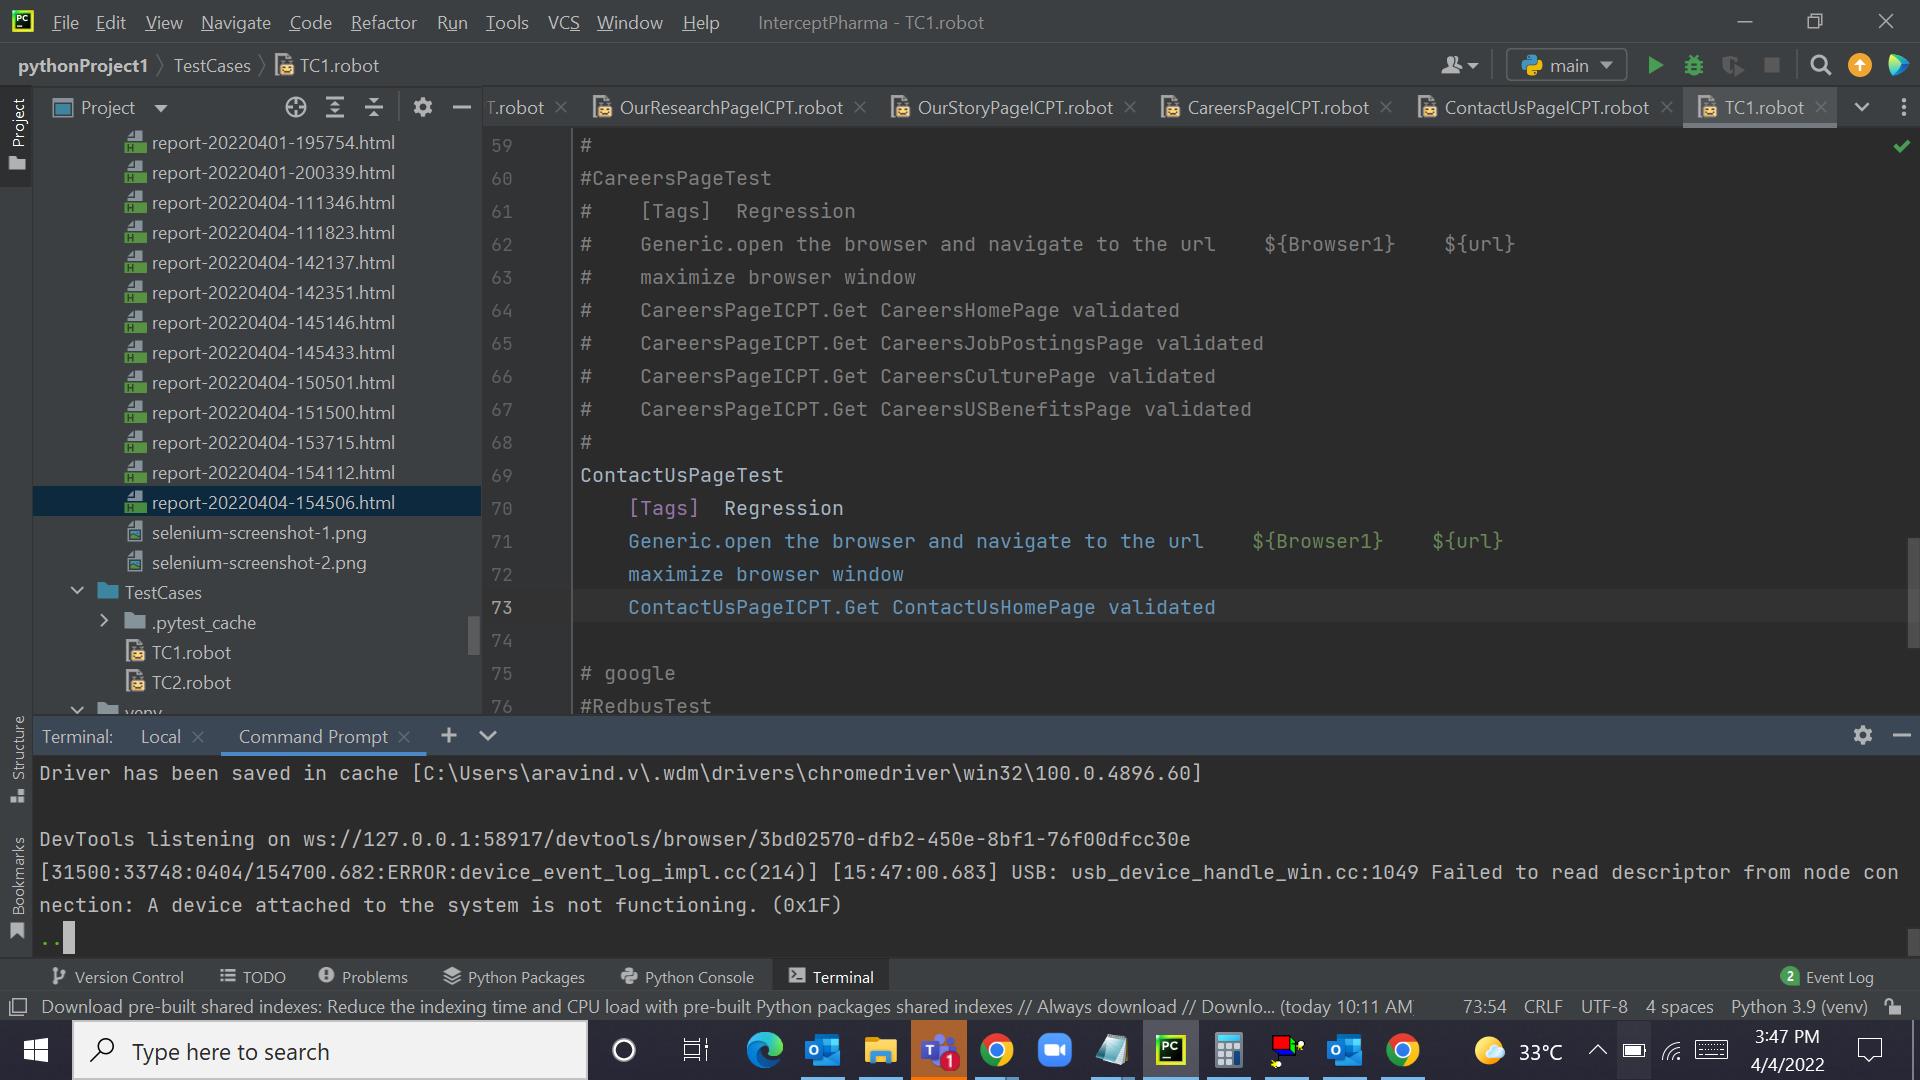 PC File Edit View Navigate Code Refactor Run Tools VCS Window Help InterceptPharma - TC1.robot
pythonProject1 TestCases TC1.robot main
Project
T.robot OurResearchPageICPT.robot OurStoryPageICPT.robot CareersPageICPT.robot ContactUsPageICPT.robot TC1.robot
Project
report-20220401-195754.html
report-20220401-200339.html
report-20220404-111346.html
report-20220404-111823.html
report-20220404-142137.html
report-20220404-142351.html
report-20220404-145146.html
report-20220404-145433.html
report-20220404-150501.html
report-20220404-151500.html
report-20220404-153715.html
report-20220404-154112.html
report-20220404-154506.html
selenium-screenshot-1.png
selenium-screenshot-2.png
TestCases
.pytest_cache
TC1.robot
TC2.robot
venv
59 #
60 #CareersPageTest
61 #    [Tags]  Regression
62 #    Generic.open the browser and navigate to the url    ${Browser1}    ${url}
63 #    maximize browser window
64 #    CareersPageICPT.Get CareersHomePage validated
65 #    CareersPageICPT.Get CareersJobPostingsPage validated
66 #    CareersPageICPT.Get CareersCulturePage validated
67 #    CareersPageICPT.Get CareersUSBenefitsPage validated
68 #
69 ContactUsPageTest
70     [Tags]  Regression
71     Generic.open the browser and navigate to the url    ${Browser1}    ${url}
72     maximize browser window
73     ContactUsPageICPT.Get ContactUsHomePage validated
74
75 # google
76 #RedbusTest
Structure
Bookmarks
Terminal: Local Command Prompt
Driver has been saved in cache [C:\Users\aravind.v\.wdm\drivers\chromedriver\win32\100.0.4896.60]
DevTools listening on ws://127.0.0.1:58917/devtools/browser/3bd02570-dfb2-450e-8bf1-76f00dfcc30e
[31500:33748:0404/154700.682:ERROR:device_event_log_impl.cc(214)] [15:47:00.683] USB: usb_device_handle_win.cc:1049 Failed to read descriptor from node con
nection: A device attached to the system is not functioning. (0x1F)
..
Version Control TODO Problems Python Packages Python Console Terminal 2 Event Log
Download pre-built shared indexes: Reduce the indexing time and CPU load with pre-built Python packages shared indexes // Always download // Downlo... (today 10:11 AM 73:54 CRLF UTF-8 4 spaces Python 3.9 (venv)
Type here to search 1 PC 33°C 3:47 PM
4/4/2022